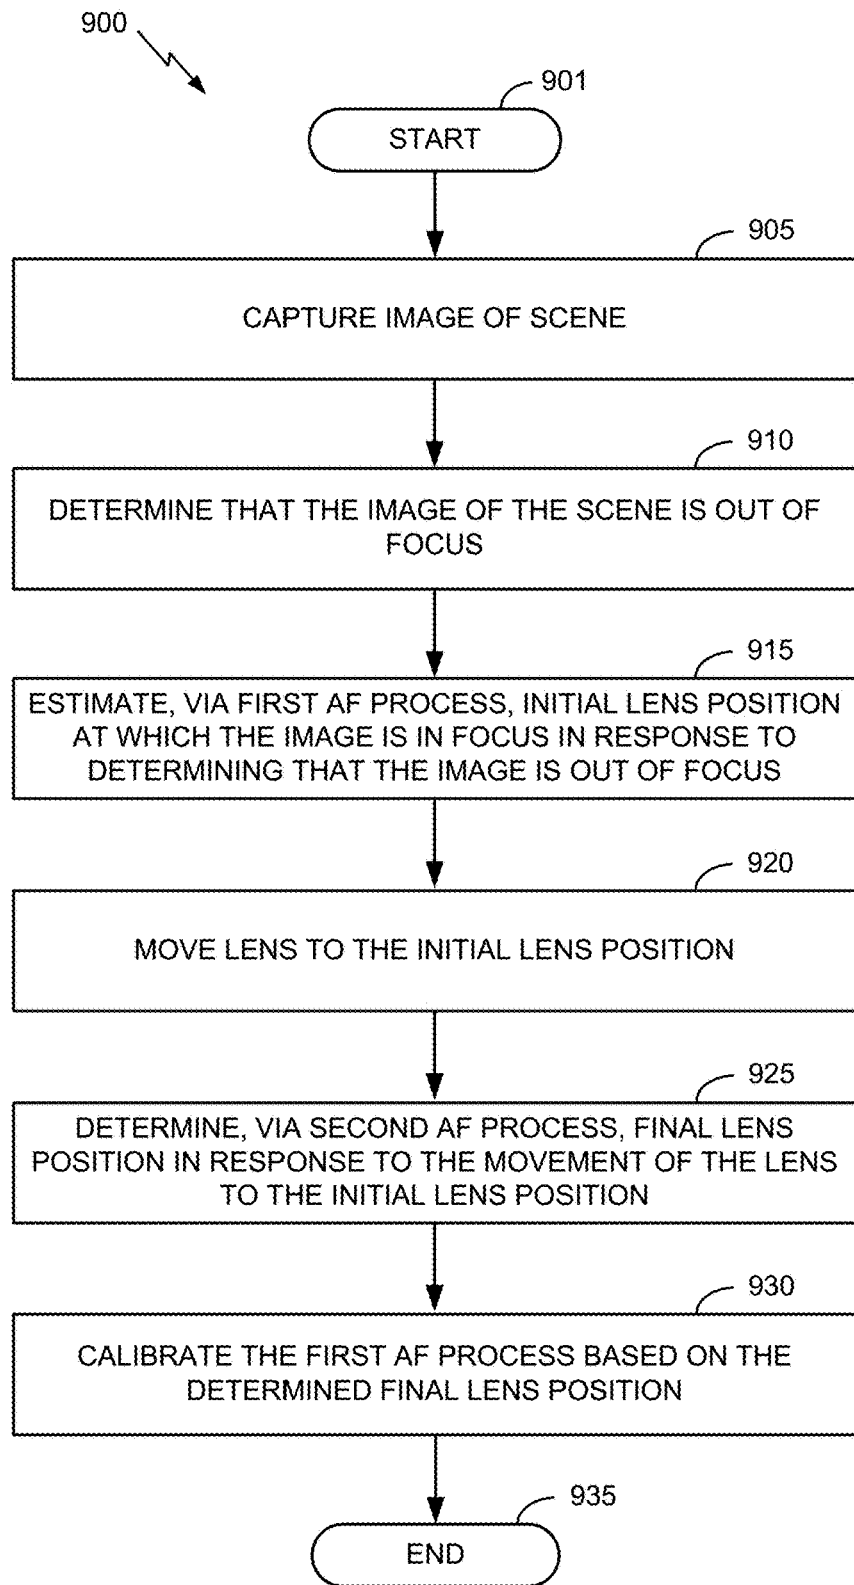 900
901
START
905
CAPTURE IMAGE OF SCENE
910
DETERMINE THAT THE IMAGE OF THE SCENE IS OUT OF
FOCUS
915
ESTIMATE, VIA FIRST AF PROCESS, INITIAL LENS POSITION
AT WHICH THE IMAGE IS IN FOCUS IN RESPONSE TO
DETERMINING THAT THE IMAGE IS OUT OF FOCUS
920
MOVE LENS TO THE INITIAL LENS POSITION
925
DETERMINE, VIA SECOND AF PROCESS, FINAL LENS
POSITION IN RESPONSE TO THE MOVEMENT OF THE LENS
TO THE INITIAL LENS POSITION
930
CALIBRATE THE FIRST AF PROCESS BASED ON THE
DETERMINED FINAL LENS POSITION
935
END